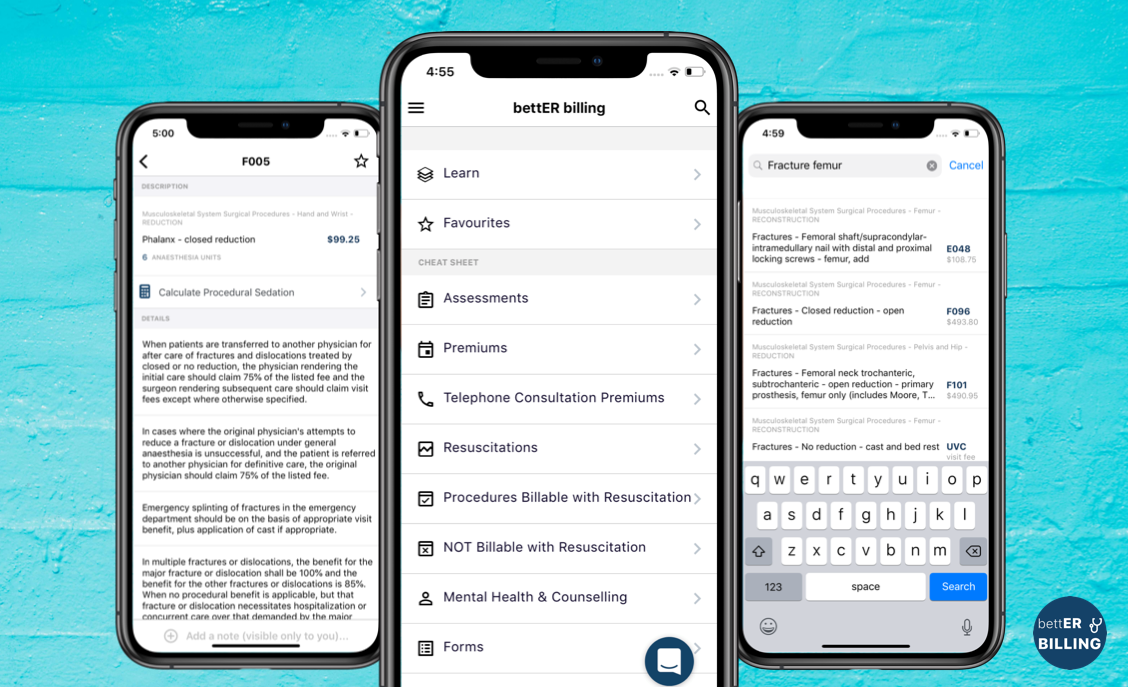 5:00
F005
DESCRIPTION
Musculoskeletal System Surgical Procedures - Hand and Wrist -
REDUCTION
Phalanx - closed reduction
$99.25
6 ANAESTHESIA UNITS
Calculate Procedural Sedation
DETAILS
When patients are transferred to another physician for
after care of fractures and dislocations treated by
closed or no reduction, the physician rendering the
initial care should claim 75% of the listed fee and the
surgeon rendering subsequent care should claim visit
fees except where otherwise specified.
In cases where the original physician's attempts to
reduce a fracture or dislocation under general
anaesthesia is unsuccessful, and the patient is referred
to another physician for definitive care, the original
physician should claim 75% of the listed fee.
Emergency splinting of fractures in the emergency
department should be on the basis of appropriate visit
benefit, plus application of cast if appropriate.
In multiple fractures or dislocations, the benefit for the
major fracture or dislocation shall be 100% and the
benefit for the other fractures or dislocations is 85%.
When no procedural benefit is applicable, but that
fracture or dislocation necessitates hospitalization or
concurrent care over that demanded by the major
Add a note (visible only to you)...
4:55
bettER billing
Learn
Favourites
CHEAT SHEET
Assessments
Premiums
Telephone Consultation Premiums
Resuscitations
Procedures Billable with Resuscitation
NOT Billable with Resuscitation
Mental Health & Counselling
Forms
4:59
Fracture femur
Cancel
Musculoskeletal System Surgical Procedures - Femur -
RECONSTRUCTION
Fractures - Femoral shaft/supracondylar-
intramedullary nail with distal and proximal
locking screws - femur, add
E048
$108.75
Musculoskeletal System Surgical Procedures - Femur -
RECONSTRUCTION
Fractures - Closed reduction - open
reduction
F096
$493.80
Musculoskeletal System Surgical Procedures - Pelvis and Hip -
REDUCTION
Fractures - Femoral neck trochanteric,
subtrochanteric - open reduction - primary
prosthesis, femur only (includes Moore, T...
F101
$490.95
Musculoskeletal System Surgical Procedures - Femur -
RECONSTRUCTION
Fractures - No reduction - cast and bed rest
UVC
visit fee
q w e r t y u i o p
a s d f g h j k l
z x c v b n m
123 space Search
bettER
BILLING